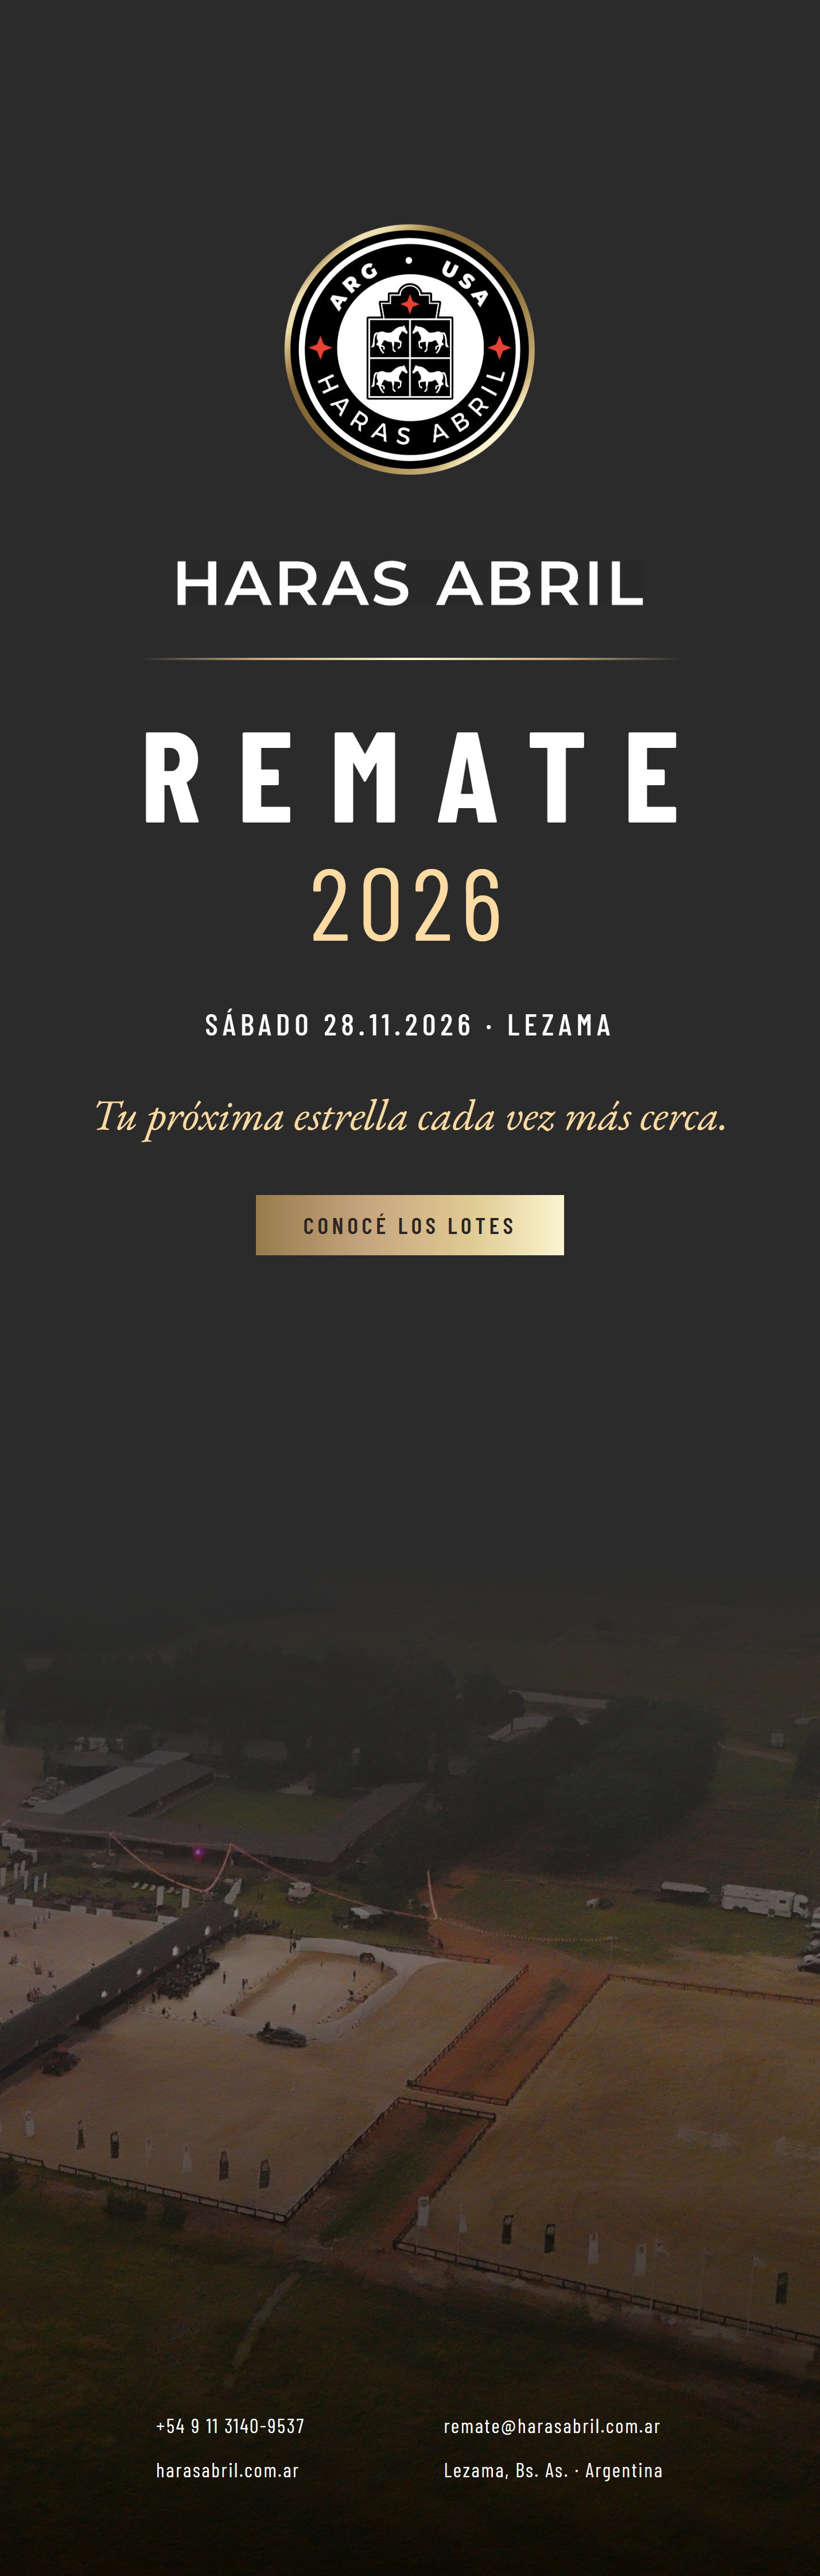 ARG · USA
HARAS ABRIL
HARAS ABRIL
REMATE
2026
SÁBADO 28.11.2026 · LEZAMA
Tu próxima estrella cada vez más cerca.
CONOCÉ LOS LOTES
+54 9 11 3140-9537
remate@harasabril.com.ar
harasabril.com.ar
Lezama, Bs. As. · Argentina